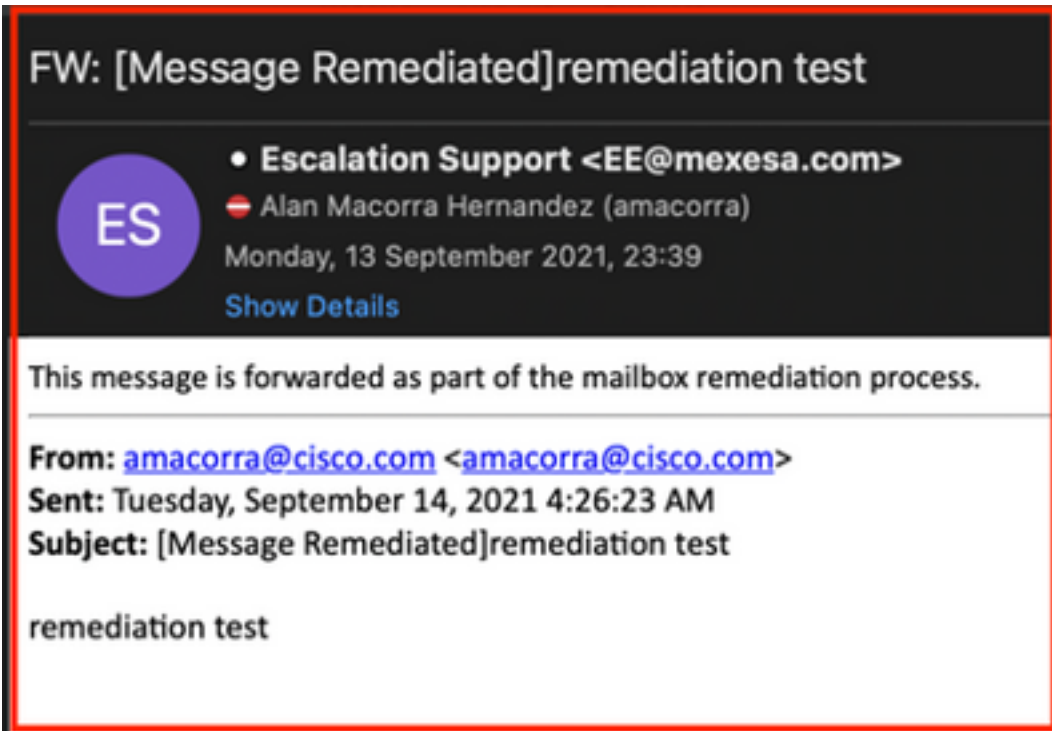 FW: [Message Remediated]remediation test
ES
• Escalation Support <EE@mexesa.com>
Alan Macorra Hernandez (amacorra)
Monday, 13 September 2021, 23:39
Show Details
This message is forwarded as part of the mailbox remediation process.
From: amacorra@cisco.com <amacorra@cisco.com>
Sent: Tuesday, September 14, 2021 4:26:23 AM
Subject: [Message Remediated]remediation test
remediation test